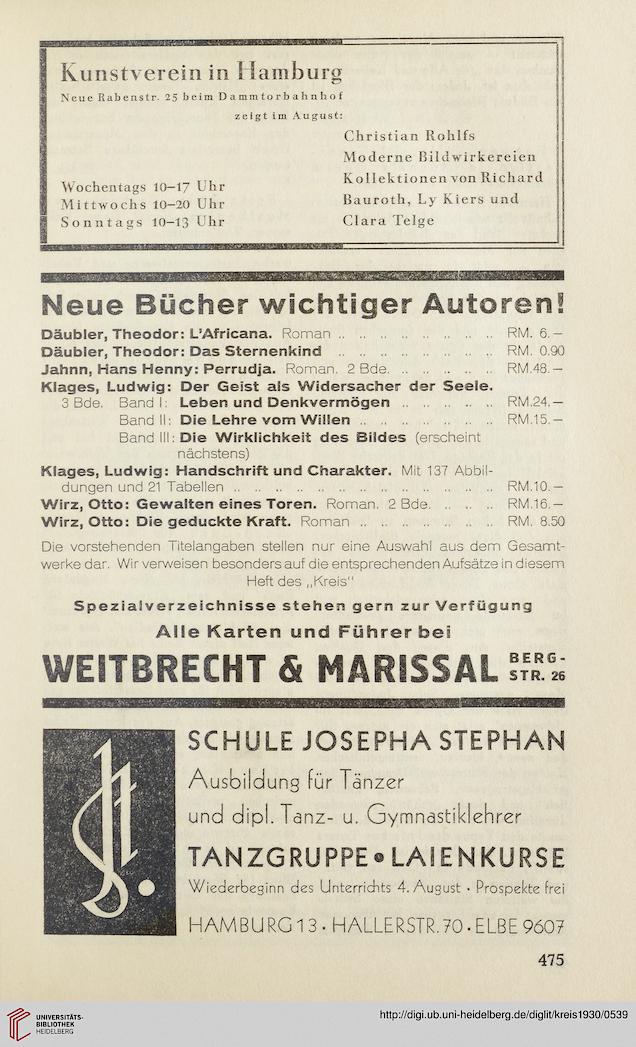 Kunstverein in Hamburg
Neue Rabenstr. 25 beim Dammtorbahnhof
zeigt im August:
Christian Rohlfs
Moderne Bildwirkereien
Kollektionen von Richard
Bauroth, Ly Kiers und
Clara Telge
Wochentags 10–17 Uhr
Mittwochs 10–20 Uhr
Sonntags 10–13 Uhr
Neue Bücher wichtiger Autoren!
Däubler, Theodor: L'Africana. Roman .. .. .. .. .. .. .. .. RM. 6.—
Däubler, Theodor: Das Sternenkind .. .. .. .. .. .. .. .. RM. 0.90
Jahnn, Hans Henny: Perrudja. Roman. 2 Bde. .. .. .. .. .. RM.48.—
Klages, Ludwig: Der Geist als Widersacher der Seele.
3 Bde. Band I: Leben und Denkvermögen .. .. .. .. .. RM.24.—
Band II: Die Lehre vom Willen .. .. .. .. .. .. .. RM.15.—
Band III: Die Wirklichkeit des Bildes (erscheint
nächstens)
Klages, Ludwig: Handschrift und Charakter. Mit 137 Abbil-
dungen und 21 Tabellen .. .. .. .. .. .. .. .. .. .. .. .. .. RM.10.—
Wirz, Otto: Gewalten eines Toren. Roman. 2 Bde. .. .. .. RM.16.—
Wirz, Otto: Die geduckte Kraft. Roman .. .. .. .. .. .. .. RM. 8.50
Die vorstehenden Titelangaben stellen nur eine Auswahl aus dem Gesamt-
werke dar. Wir verweisen besonders auf die entsprechenden Aufsätze in diesem
Heft des „Kreis"
Spezialverzeichnisse stehen gern zur Verfügung
Alle Karten und Führer bei
WEITBRECHT & MARISSAL BERG-
STR. 26
SCHULE JOSEPHA STEPHAN
Ausbildung für Tänzer
und dipl. Tanz- u. Gymnastiklehrer
TANZGRUPPE • LAIENKURSE
Wiederbeginn des Unterrichts 4. August • Prospekte frei
HAMBURG 13 • HALLERSTR. 70 • ELBE 9607
475
UNIVERSITÄTS-
BIBLIOTHEK
HEIDELBERG
http://digi.ub.uni-heidelberg.de/diglit/kreis1930/0539